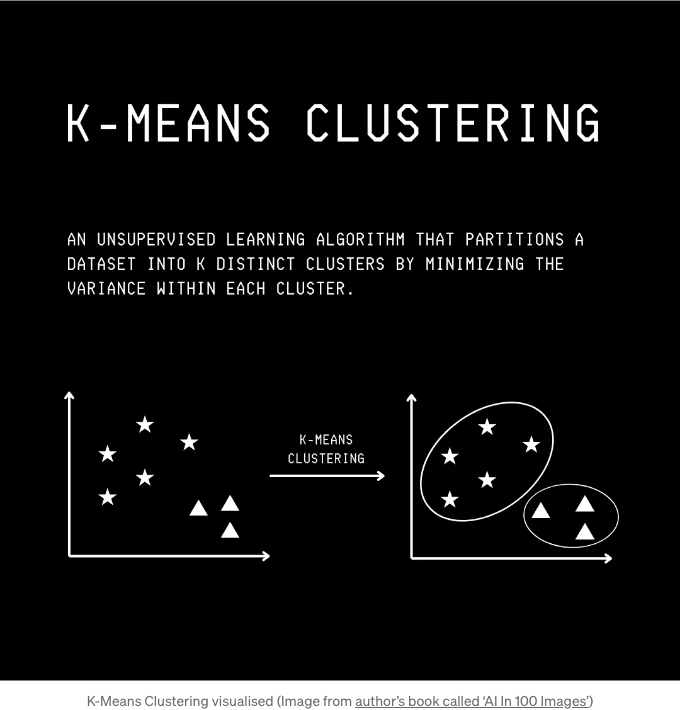 K-MEANS CLUSTERING
AN UNSUPERVISED LEARNING ALGORITHM THAT PARTITIONS A
DATASET INTO K DISTINCT CLUSTERS BY MINIMIZING THE
VARIANCE WITHIN EACH CLUSTER.
K-MEANS
CLUSTERING
K-Means Clustering visualised (Image from author's book called ‘AI In 100 Images’)